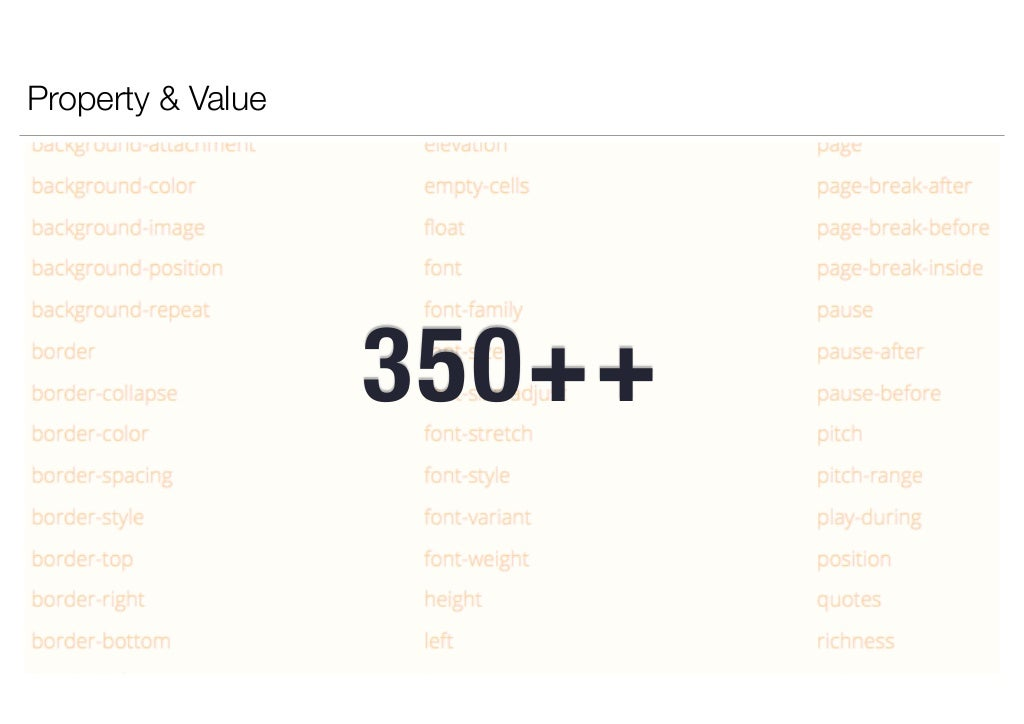 Property & Value
background-attachment
background-color
background-image
background-position
background-repeat
border
border-collapse
border-color
border-spacing
border-style
border-top
border-right
border-bottom
elevation
empty-cells
float
font
font-family
font-stretch
font-style
font-variant
font-weight
height
left
page
page-break-after
page-break-before
page-break-inside
pause
pause-after
pause-before
pitch
pitch-range
play-during
position
quotes
richness
350++